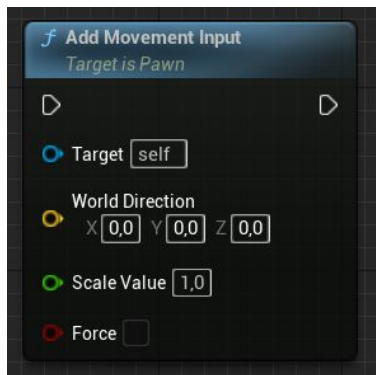 f Add Movement Input
Target is Pawn
Target self
World Direction
X 0,0 Y 0,0 Z 0,0
Scale Value 1,0
Force